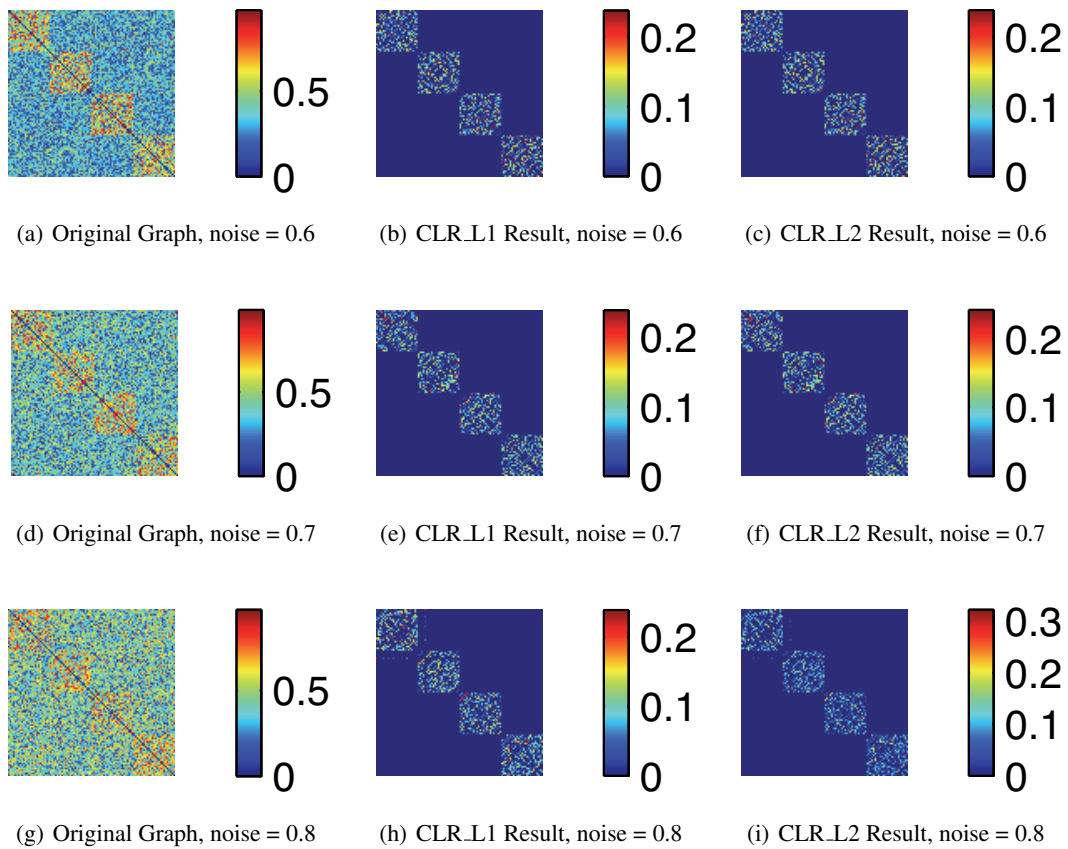 0.5
0
0.2
0.1
0
0.2
0.1
0
(a) Original Graph, noise = 0.6
(b) CLR_L1 Result, noise = 0.6
(c) CLR_L2 Result, noise = 0.6
0.5
0
0.2
0.1
0
0.2
0.1
0
(d) Original Graph, noise = 0.7
(e) CLR_L1 Result, noise = 0.7
(f) CLR_L2 Result, noise = 0.7
0.5
0
0.2
0.1
0
0.3
0.2
0.1
0
(g) Original Graph, noise = 0.8
(h) CLR_L1 Result, noise = 0.8
(i) CLR_L2 Result, noise = 0.8